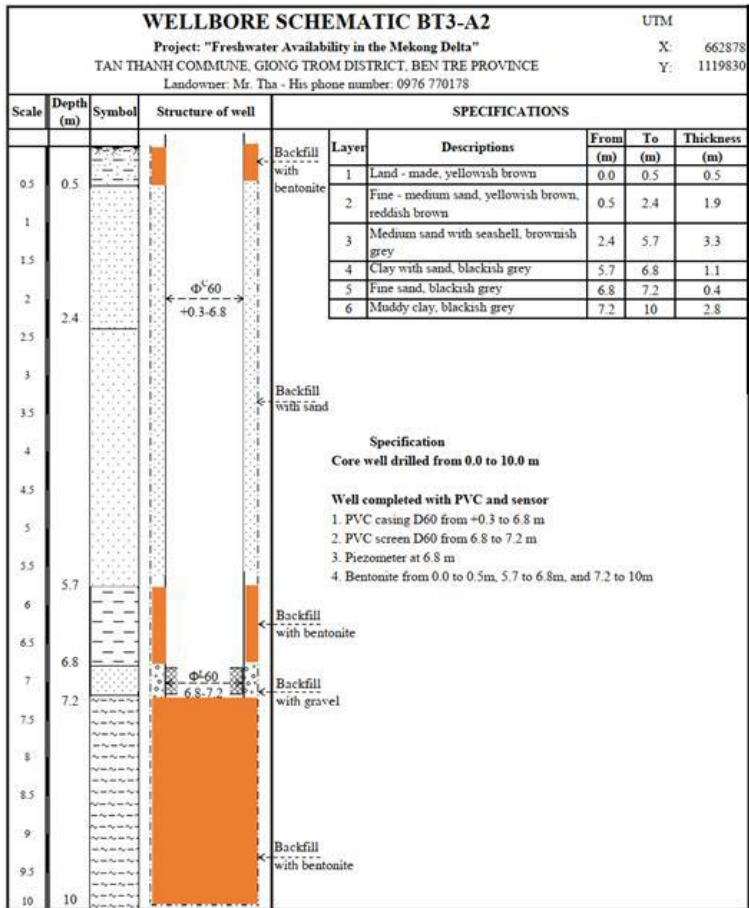 WELLBORE SCHEMATIC BT3-A2
UTM
Project: "Freshwater Availability in the Mekong Delta"
X: 662878
TAN THANH COMMUNE, GIONG TROM DISTRICT, BEN TRE PROVINCE
Y: 1119830
Landowner: Mr. Tha - His phone number: 0976 770178
Scale
Depth (m)
Symbol
Structure of well
SPECIFICATIONS
Layer Descriptions From (m) To (m) Thickness (m)
1 Land - made, yellowish brown 0.0 0.5 0.5
2 Fine - medium sand, yellowish brown, reddish brown 0.5 2.4 1.9
3 Medium sand with seashell, brownish grey 2.4 5.7 3.3
4 Clay with sand, blackish grey 5.7 6.8 1.1
5 Fine sand, blackish grey 6.8 7.2 0.4
6 Muddy clay, blackish grey 7.2 10 2.8
0.5
1
1.5
2
2.5
3
3.5
4
4.5
5
5.5
6
6.5
7
7.5
8
8.5
9
9.5
10
0.5
2.4
5.7
6.8
7.2
10
Backfill
with
bentonite
Φᶜ60
+0.3-6.8
Backfill
with sand
Backfill
with bentonite
Φᴸ60
6.8-7.2
Backfill
with gravel
Backfill
with bentonite
Specification
Core well drilled from 0.0 to 10.0 m
Well completed with PVC and sensor
1. PVC casing D60 from +0.3 to 6.8 m
2. PVC screen D60 from 6.8 to 7.2 m
3. Piezometer at 6.8 m
4. Bentonite from 0.0 to 0.5m, 5.7 to 6.8m, and 7.2 to 10m